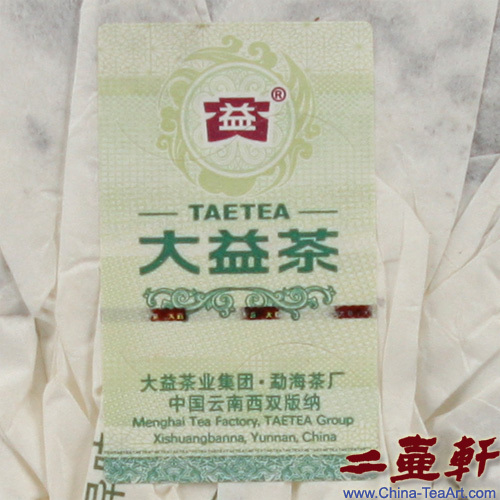 益®
TAETEA
大益茶
大益茶业集团·勐海茶厂
中国云南西双版纳
Menghai Tea Factory, TAETEA Group
Xishuangbanna, Yunnan, China
二壺軒
www.China-TeaArt.com